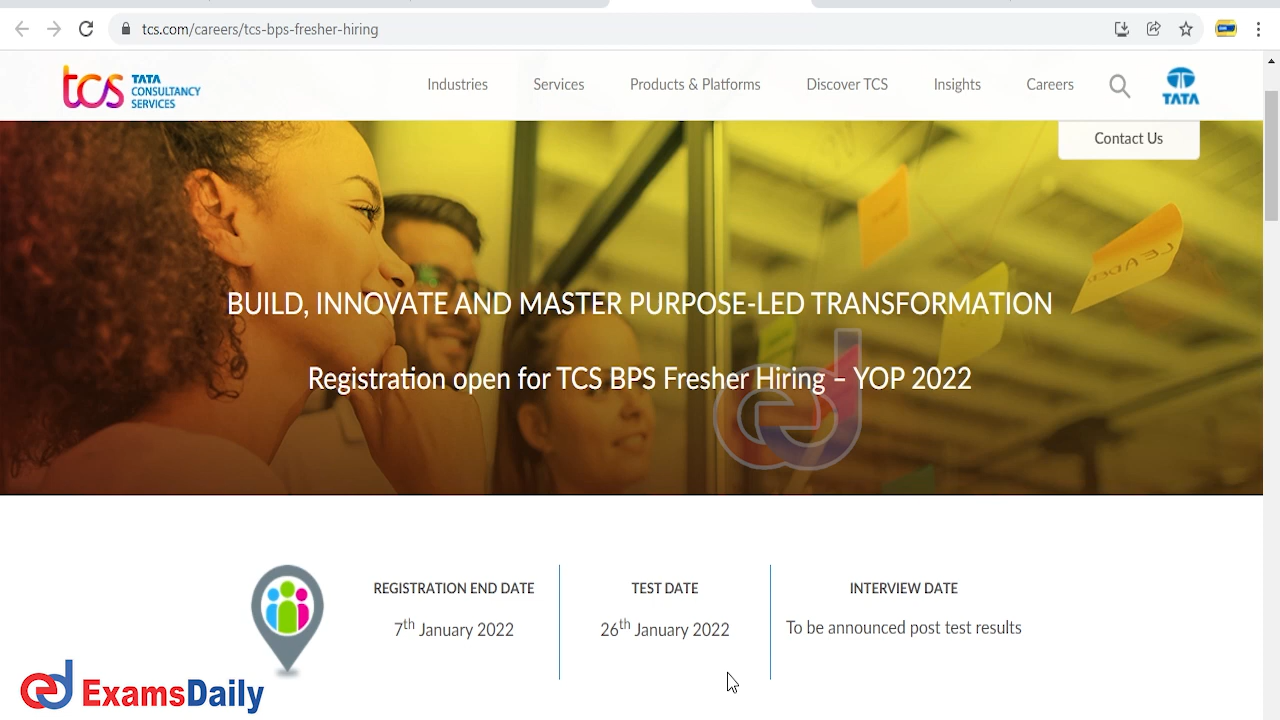 tcs.com/careers/tcs-bps-fresher-hiring
tcs TATA
CONSULTANCY
SERVICES
Industries
Services
Products & Platforms
Discover TCS
Insights
Careers
TATA
Contact Us
LEADER
BUILD, INNOVATE AND MASTER PURPOSE-LED TRANSFORMATION
Registration open for TCS BPS Fresher Hiring – YOP 2022
REGISTRATION END DATE
7th January 2022
TEST DATE
26th January 2022
INTERVIEW DATE
To be announced post test results
ed ExamsDaily